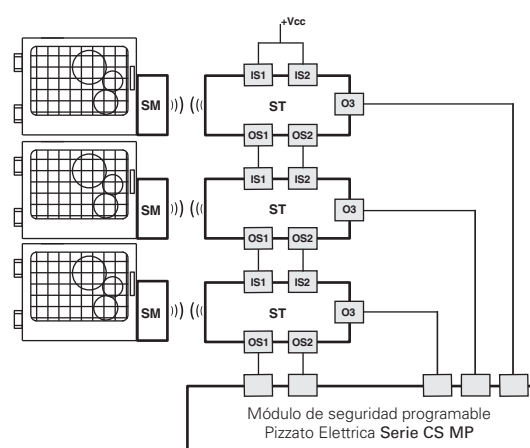 +Vcc
IS1 IS2
SM ST O3
OS1 OS2
IS1 IS2
SM ST O3
OS1 OS2
IS1 IS2
SM ST O3
OS1 OS2
Módulo de seguridad programable
Pizzato Elettrica Serie CS MP